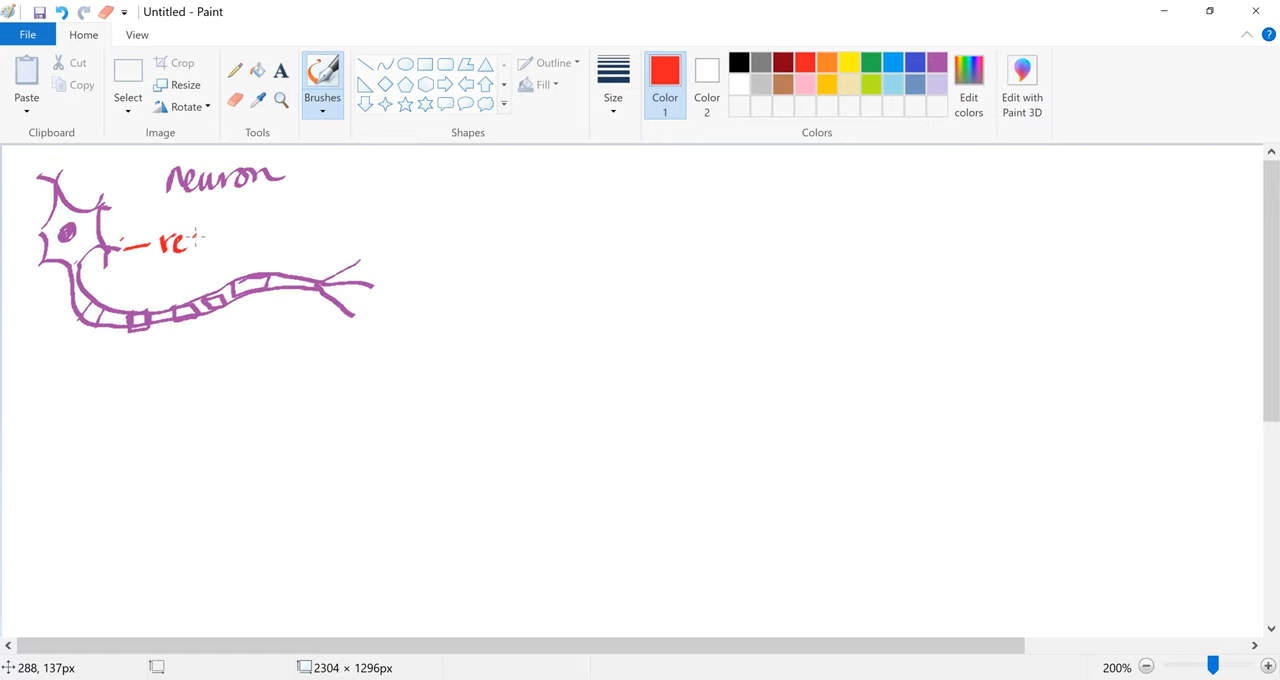 Untitled - Paint
File
Home
View
Paste
Cut
Copy
Clipboard
Select
Crop
Resize
Rotate
Image
Tools
Brushes
Shapes
Outline
Fill
Size
Color 1
Color 2
Colors
Edit colors
Edit with Paint 3D
neuron
re
288, 137px
2304 × 1296px
200%